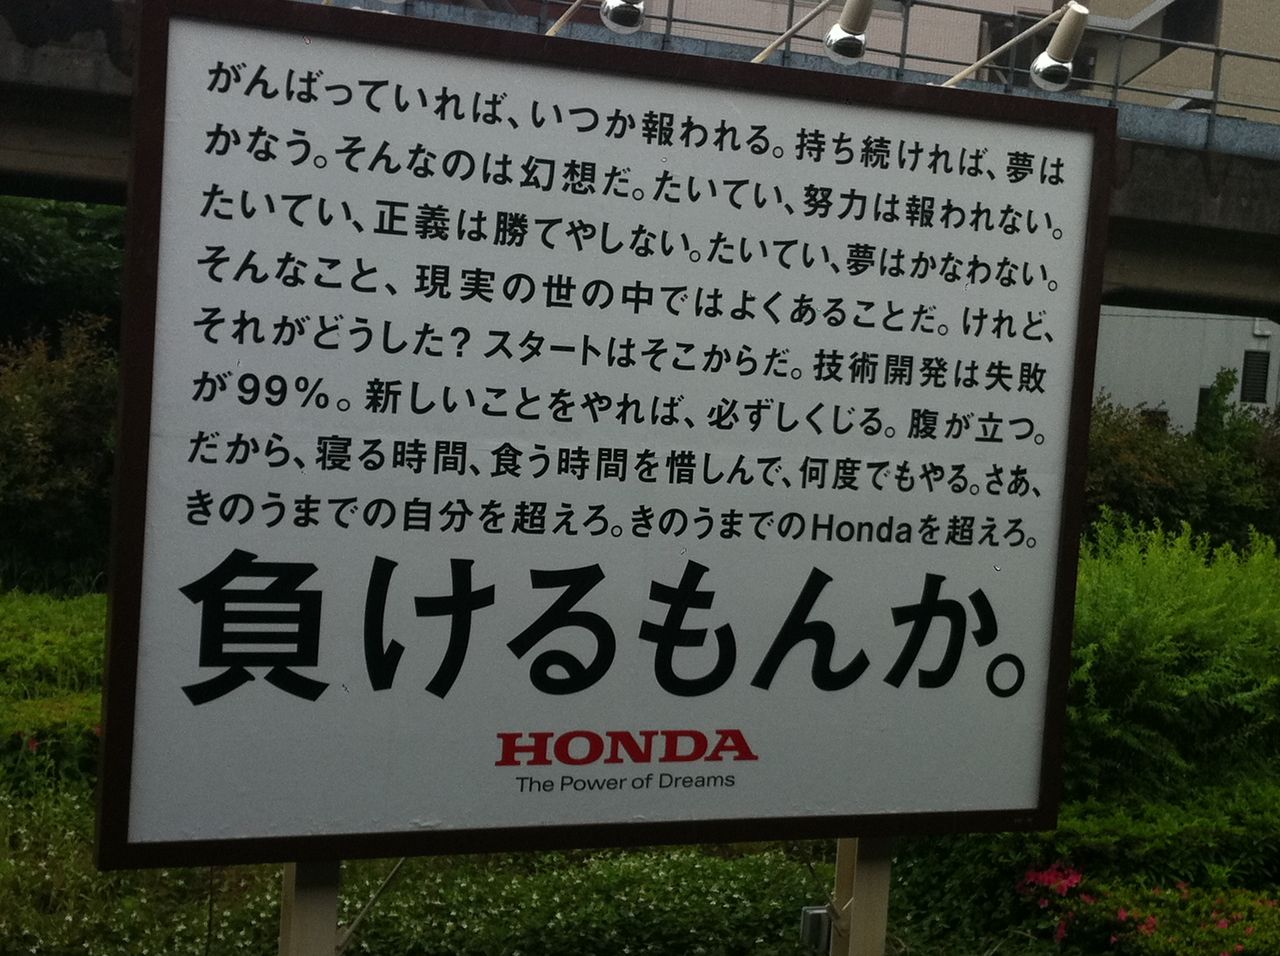 がんばっていれば、いつか報われる。持ち続ければ、夢は
かなう。そんなのは幻想だ。たいてい、努力は報われない。
たいてい、正義は勝てやしない。たいてい、夢はかなわない。
そんなこと、現実の世の中ではよくあることだ。けれど、
それがどうした？スタートはそこからだ。技術開発は失敗
が99%。新しいことをやれば、必ずしくじる。腹が立つ。
だから、寝る時間、食う時間を惜しんで、何度でもやる。さあ、
きのうまでの自分を超えろ。きのうまでのHondaを超えろ。
負けるもんか。
HONDA
The Power of Dreams